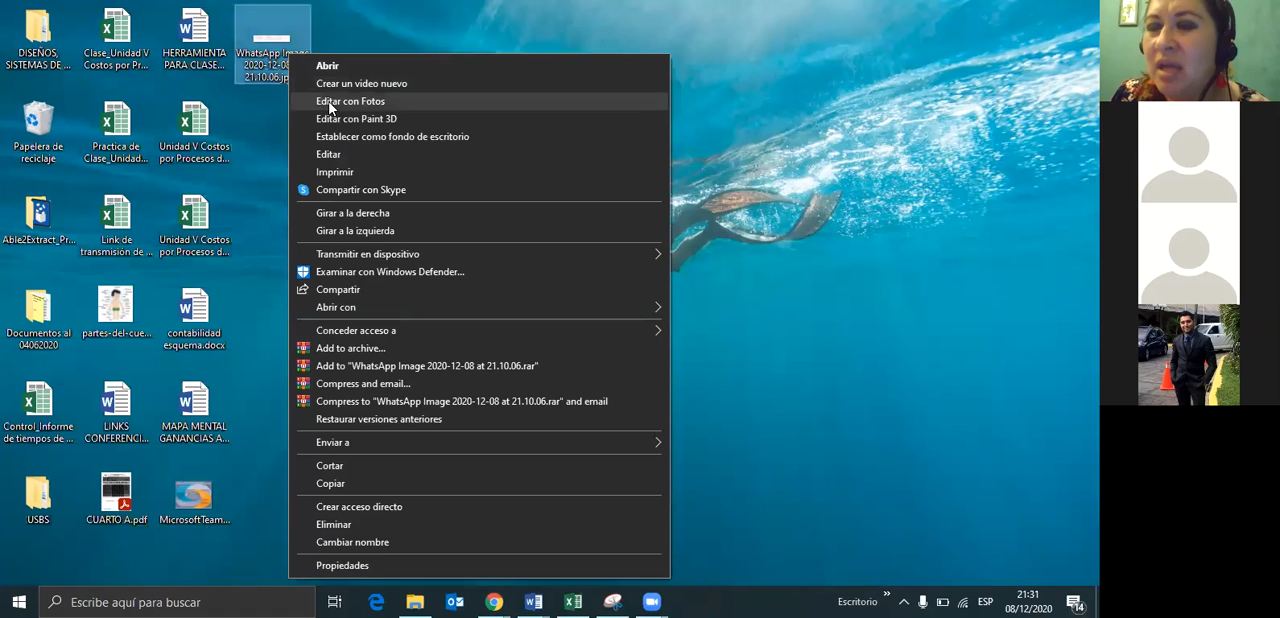 DISEÑOS,
SISTEMAS DE ...
Clase_Unidad V
Costos por Pr...
HERRAMIENTA
PARA CLASE...
WhatsApp Image
2020-12-08
21.10.06.jp
Papelera de
reciclaje
Practica de
Clase_Unidad...
Unidad V Costos
por Procesos d...
Able2Extract_Pr...
Link de
transmisión de ...
Unidad V Costos
por Procesos d...
Documentos al
04062020
partes-del-cue...
contabilidad
esquema.docx
Control_Informe
de tiempos de ...
LINKS
CONFERENCI...
MAPA MENTAL
GANANCIAS A...
USBS
CUARTO A.pdf
MicrosoftTeam...
Abrir
Crear un video nuevo
Editar con Fotos
Editar con Paint 3D
Establecer como fondo de escritorio
Editar
Imprimir
Compartir con Skype
Girar a la derecha
Girar a la izquierda
Transmitir en dispositivo
Examinar con Windows Defender...
Compartir
Abrir con
Conceder acceso a
Add to archive...
Add to "WhatsApp Image 2020-12-08 at 21.10.06.rar"
Compress and email...
Compress to "WhatsApp Image 2020-12-08 at 21.10.06.rar" and email
Restaurar versiones anteriores
Enviar a
Cortar
Copiar
Crear acceso directo
Eliminar
Cambiar nombre
Propiedades
Escribe aquí para buscar
Escritorio
ESP
21:31
08/12/2020
14